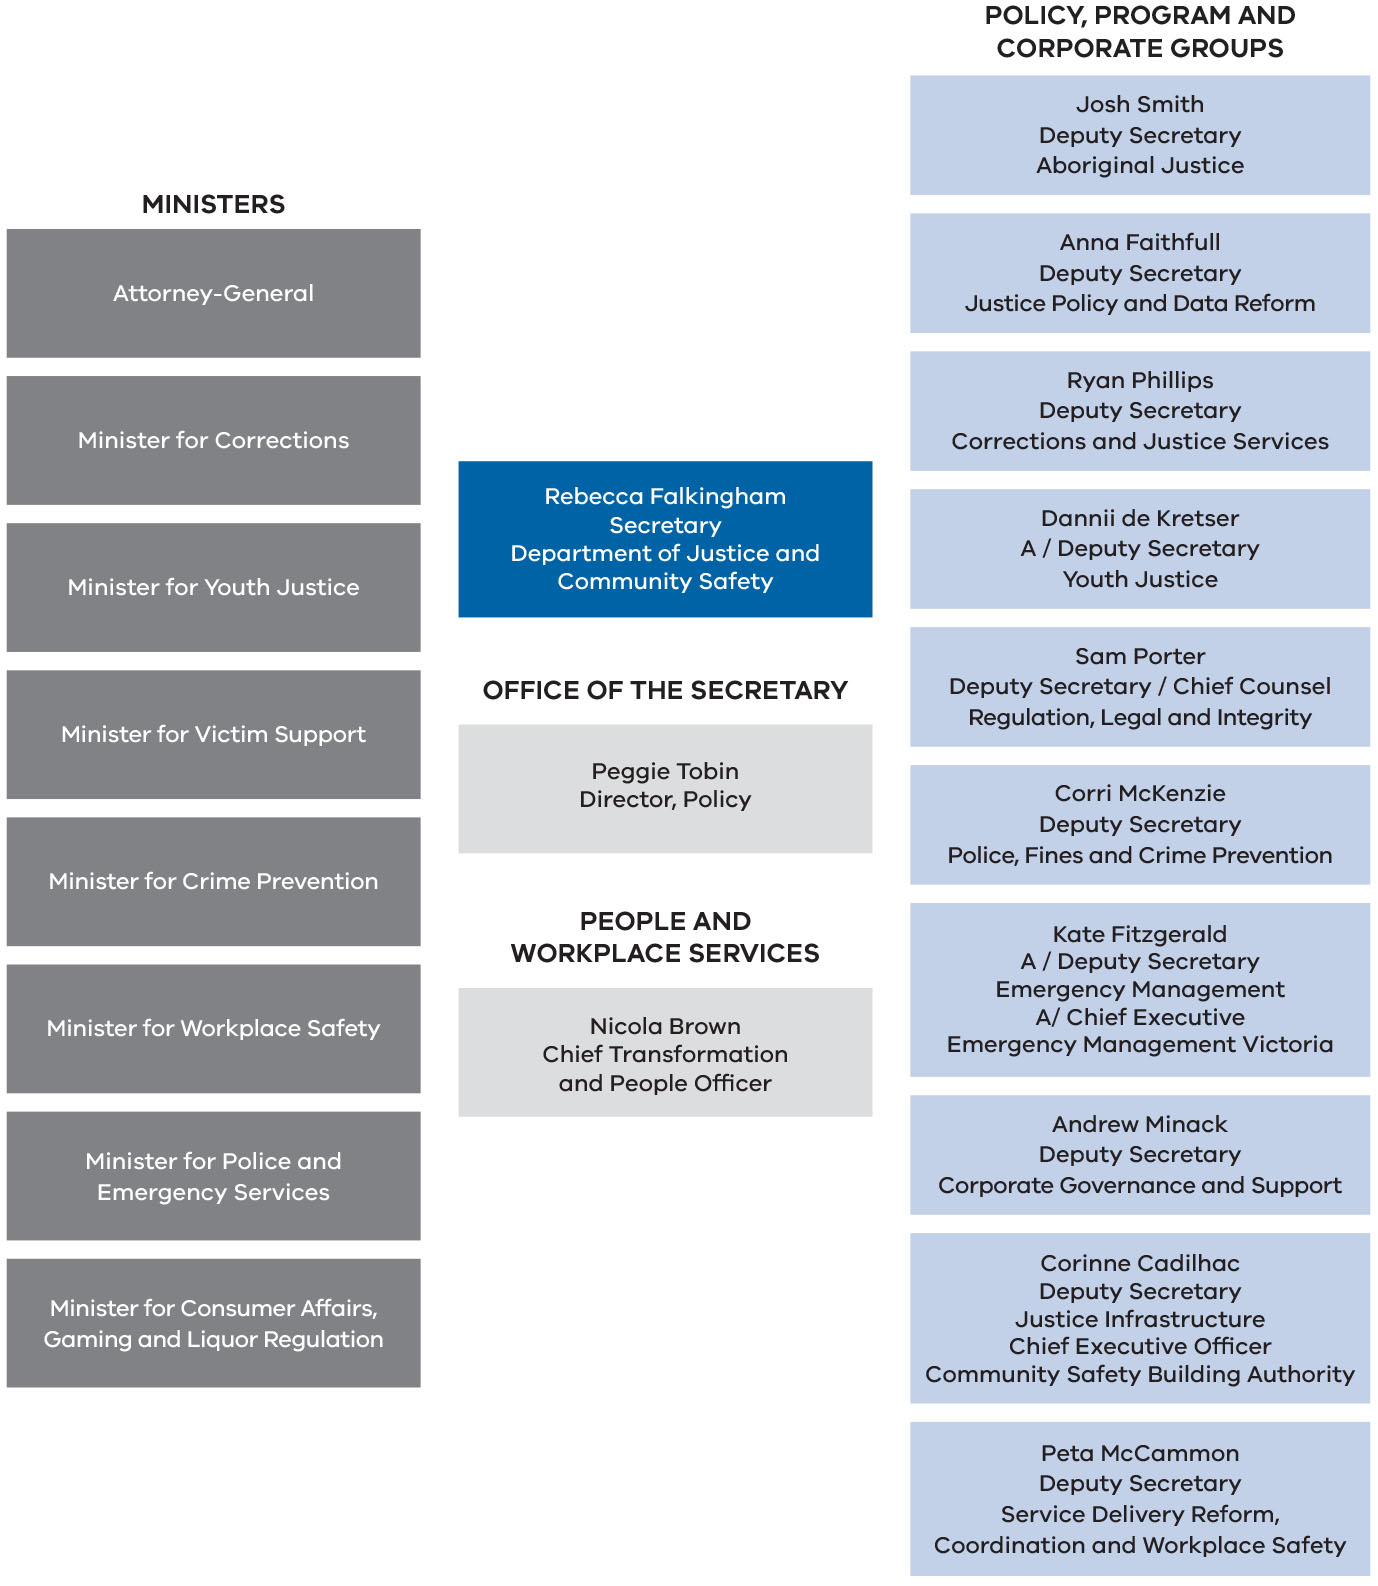 MINISTERS
Attorney-General
Minister for Corrections
Minister for Youth Justice
Minister for Victim Support
Minister for Crime Prevention
Minister for Workplace Safety
Minister for Police and
Emergency Services
Minister for Consumer Affairs,
Gaming and Liquor Regulation
Rebecca Falkingham
Secretary
Department of Justice and
Community Safety
OFFICE OF THE SECRETARY
Peggie Tobin
Director, Policy
PEOPLE AND
WORKPLACE SERVICES
Nicola Brown
Chief Transformation
and People Officer
POLICY, PROGRAM AND
CORPORATE GROUPS
Josh Smith
Deputy Secretary
Aboriginal Justice
Anna Faithfull
Deputy Secretary
Justice Policy and Data Reform
Ryan Phillips
Deputy Secretary
Corrections and Justice Services
Dannii de Kretser
A / Deputy Secretary
Youth Justice
Sam Porter
Deputy Secretary / Chief Counsel
Regulation, Legal and Integrity
Corri McKenzie
Deputy Secretary
Police, Fines and Crime Prevention
Kate Fitzgerald
A / Deputy Secretary
Emergency Management
A/ Chief Executive
Emergency Management Victoria
Andrew Minack
Deputy Secretary
Corporate Governance and Support
Corinne Cadilhac
Deputy Secretary
Justice Infrastructure
Chief Executive Officer
Community Safety Building Authority
Peta McCammon
Deputy Secretary
Service Delivery Reform,
Coordination and Workplace Safety